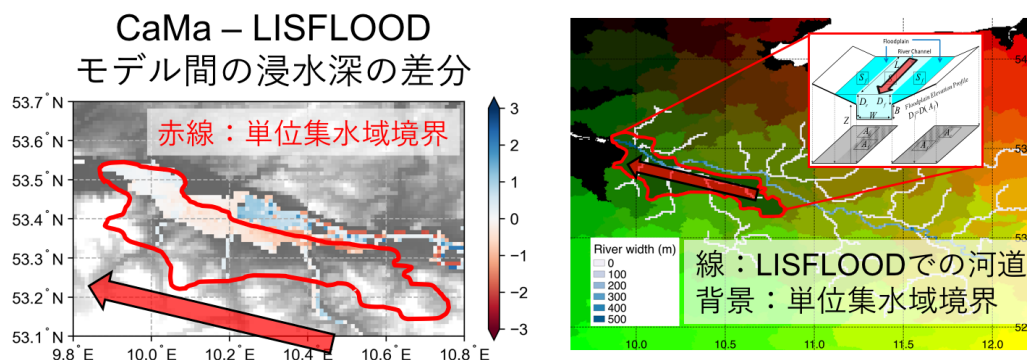 CaMa – LISFLOOD
モデル間の浸水深の差分
赤線：単位集水域境界
53.7° N
53.6° N
53.5° N
53.4° N
53.3° N
53.2° N
53.1° N
9.8° E
10.0° E
10.2° E
10.4° E
10.6° E
10.8° E
3
2
1
0
−1
−2
−3
Floodplain
River Channel
L
Floodplain Elevation Profile
Z
W
B
River width (m)
0
100
200
300
400
500
線：LISFLOODでの河道
背景：単位集水域境界
10.0
10.5
11.0
11.5
12.0